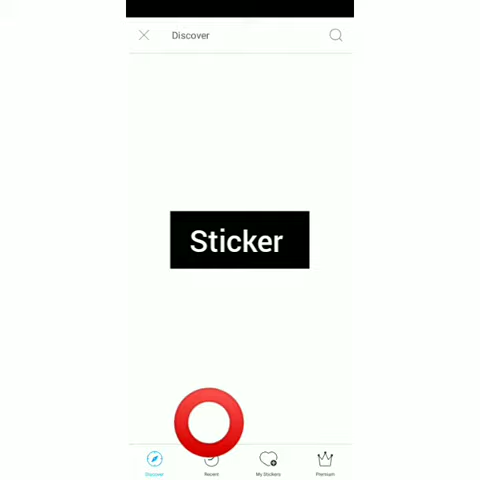 Discover
Sticker
Discover
Recent
My Stickers
Premium